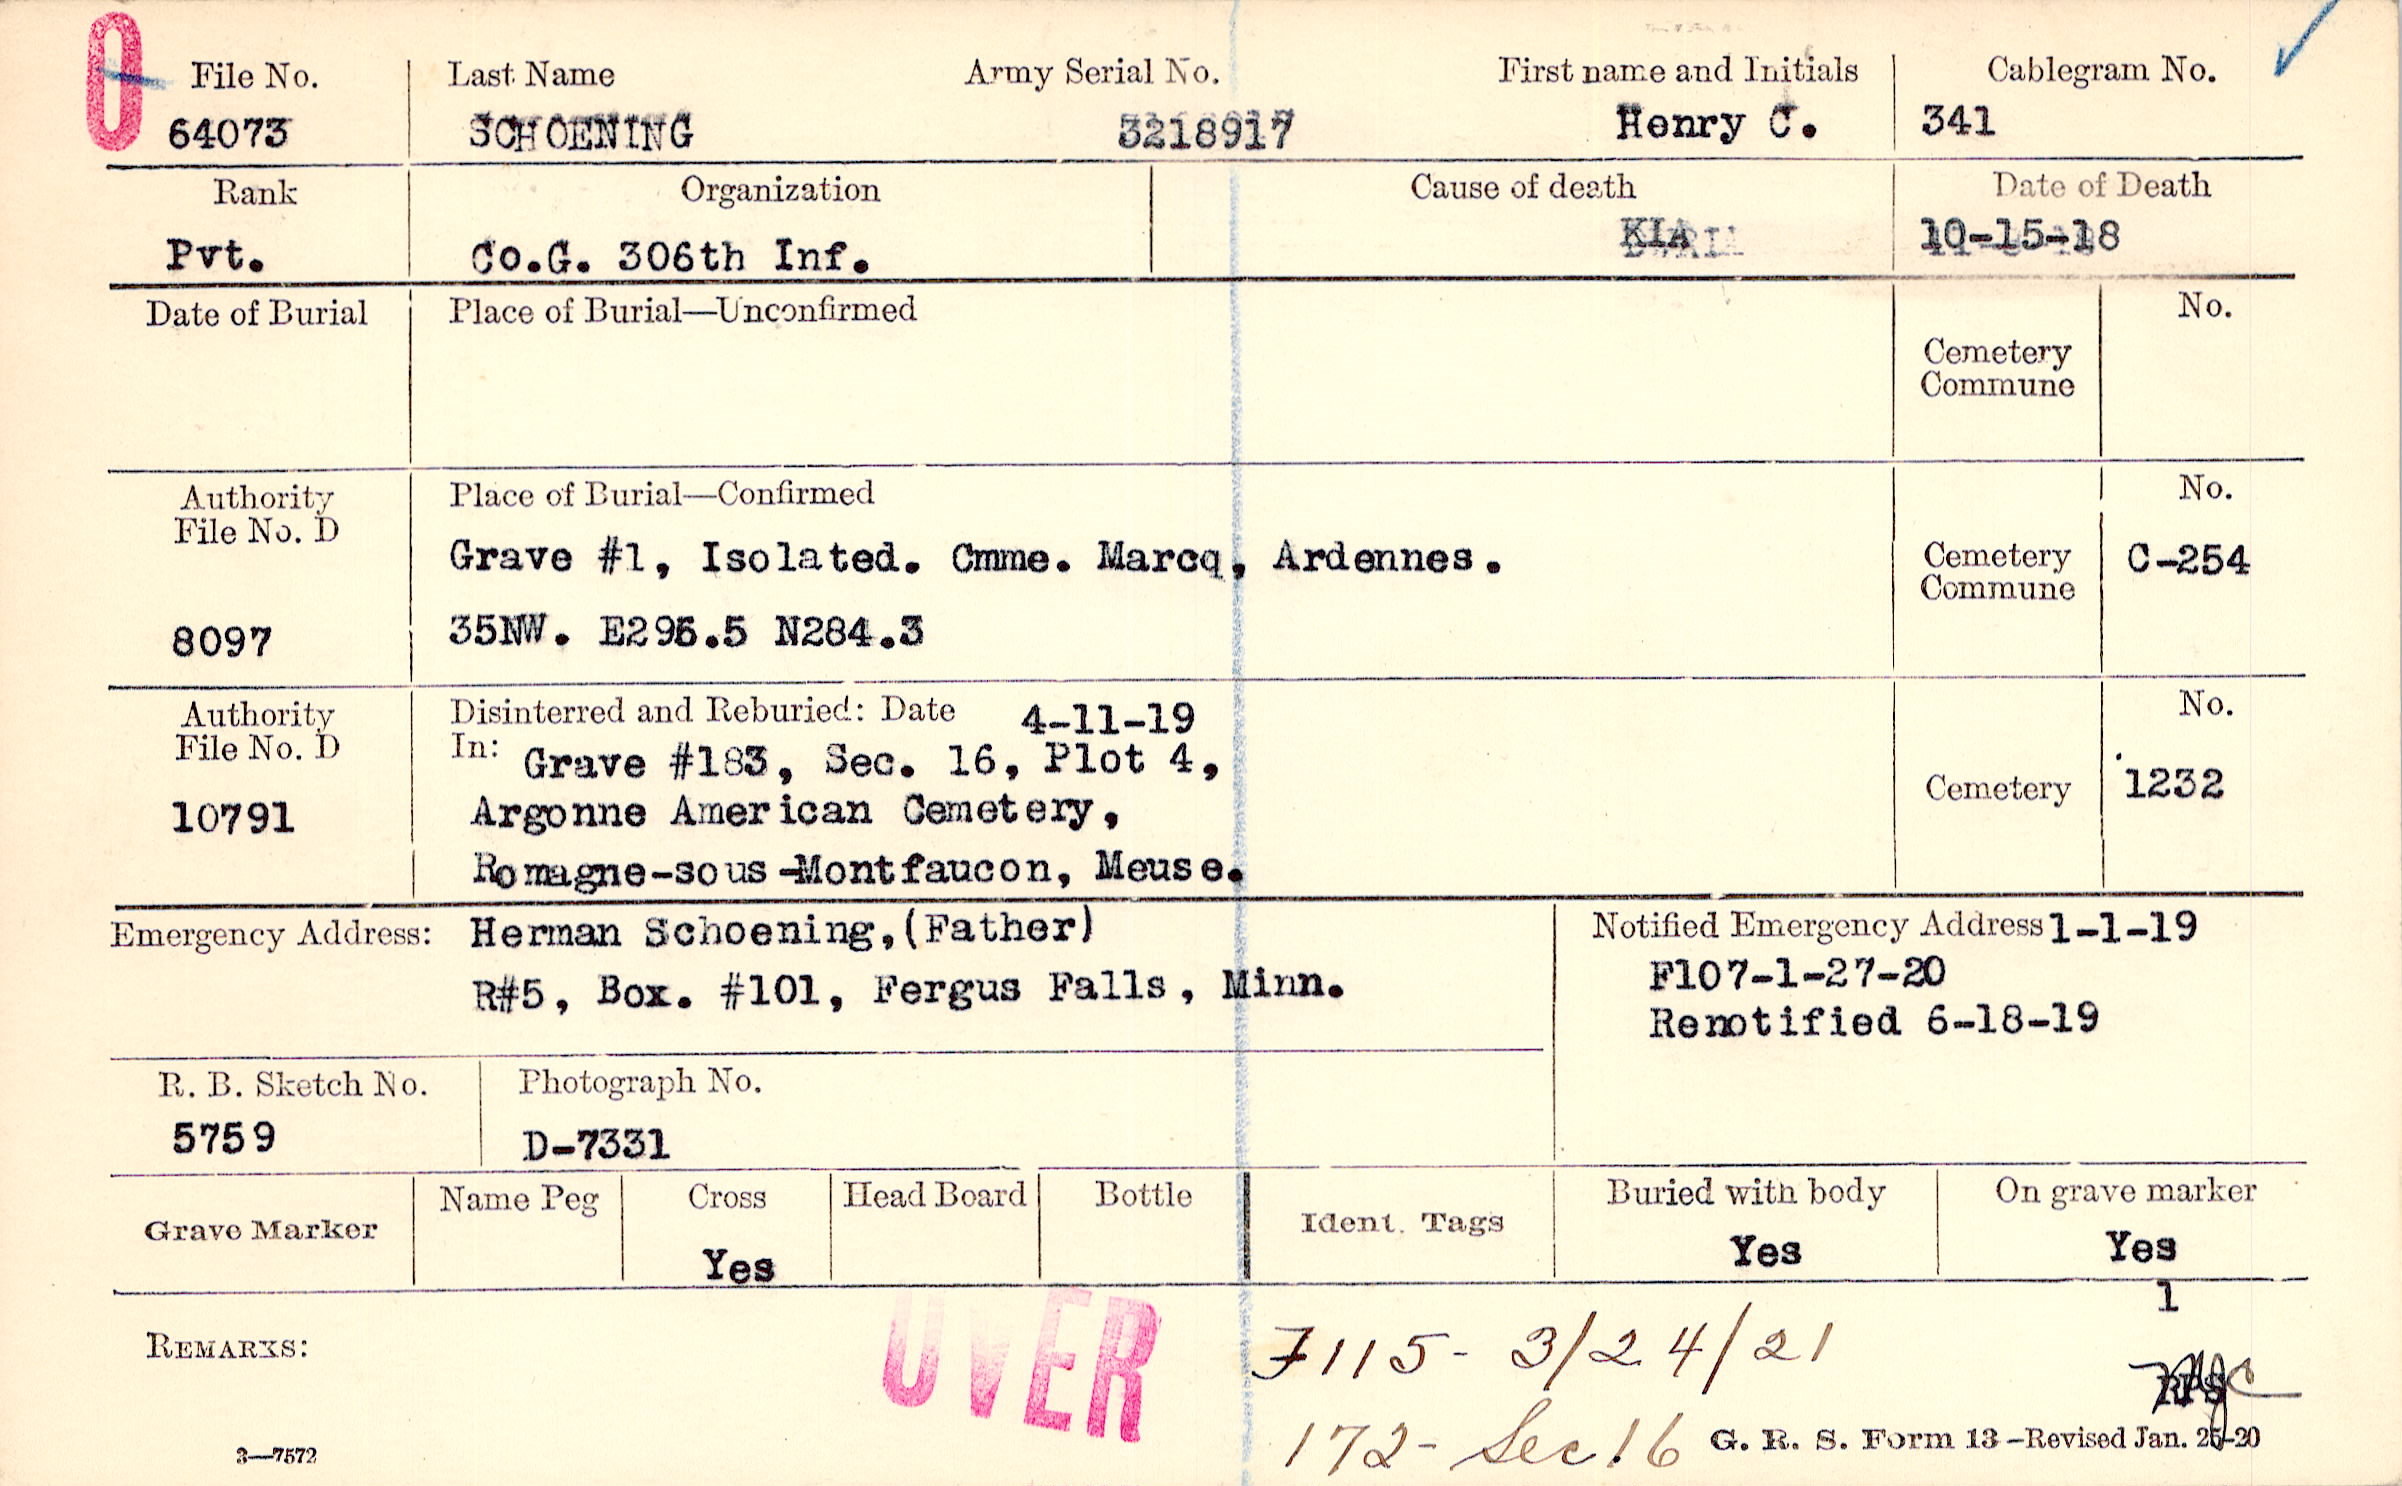 O
File No. Last Name Army Serial No. First name and Initials Cablegram No.
64073 SCHOENING 3218917 Henry C. 341
Rank Organization Cause of death Date of Death
Pvt. Co.G. 306th Inf. KIA 10-15-18
Date of Burial Place of Burial—Unconfirmed No.
Cemetery
Commune
Authority Place of Burial—Confirmed No.
File No. D
Grave #1, Isolated. Cmme. Marcq, Ardennes. Cemetery C-254
Commune
8097 35NW. E296.5 N284.3
Authority Disinterred and Reburied: Date 4-11-19 No.
File No. D In: Grave #183, Sec. 16, Plot 4,
10791 Argonne American Cemetery, Cemetery 1232
Romagne-sous-Montfaucon, Meuse.
Emergency Address: Herman Schoening,(Father) Notified Emergency Address 1-1-19
R#5, Box. #101, Fergus Falls, Minn. F107-1-27-20
Renotified 6-18-19
R. B. Sketch No. Photograph No.
5759 D-7331
Grave Marker Name Peg Cross Head Board Bottle Ident. Tags Buried with body On grave marker
Yes Yes Yes
1
REMARKS: OVER 7115- 3/24/21
172- Sec 16
3—7572 G. R. S. Form 13-Revised Jan. 26-20